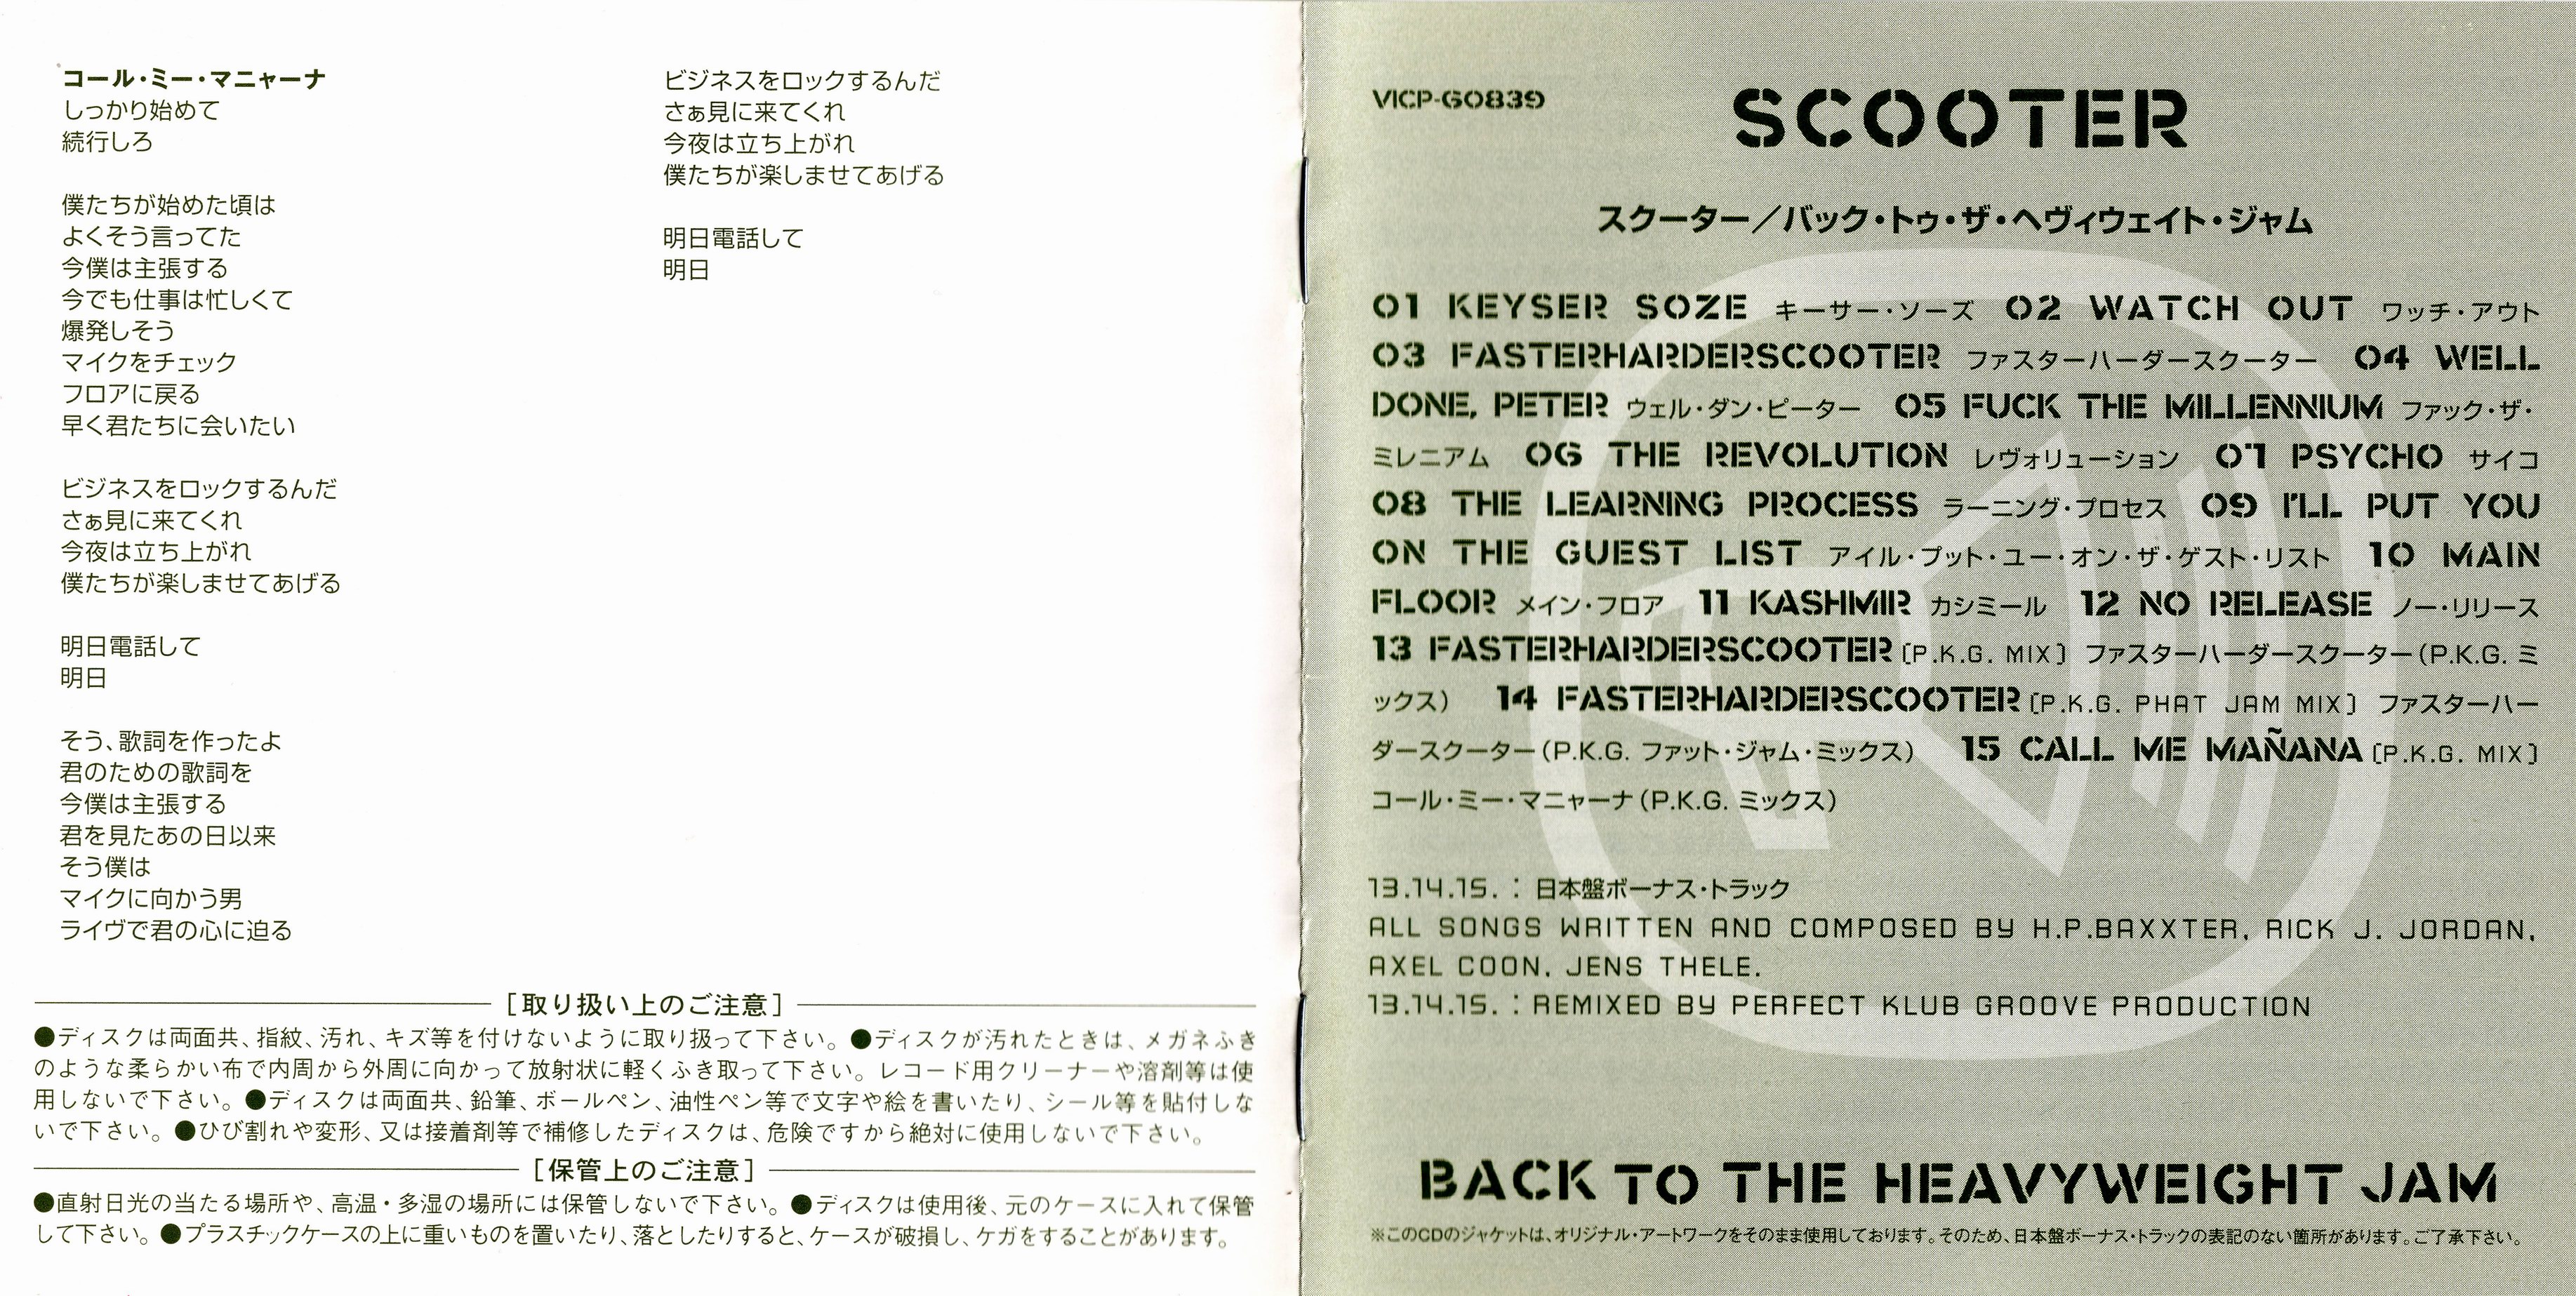 コール・ミー・マニャーナ
しっかり始めて
続行しろ
僕たちが始めた頃は
よくそう言ってた
今僕は主張する
今でも仕事は忙しくて
爆発しそう
マイクをチェック
フロアに戻る
早く君たちに会いたい
ビジネスをロックするんだ
さぁ見に来てくれ
今夜は立ち上がれ
僕たちが楽しませてあげる
明日電話して
明日
そう、歌詞を作ったよ
君のための歌詞を
今僕は主張する
君を見たあの日以来
そう僕は
マイクに向かう男
ライヴで君の心に迫る
ビジネスをロックするんだ
さぁ見に来てくれ
今夜は立ち上がれ
僕たちが楽しませてあげる
明日電話して
明日
［取り扱い上のご注意］
●ディスクは両面共、指紋、汚れ、キズ等を付けないように取り扱って下さい。●ディスクが汚れたときは、メガネふき
のような柔らかい布で内周から外周に向かって放射状に軽くふき取って下さい。レコード用クリーナーや溶剤等は使
用しないで下さい。●ディスクは両面共、鉛筆、ボールペン、油性ペン等で文字や絵を書いたり、シール等を貼付しな
いで下さい。●ひび割れや変形、又は接着剤等で補修したディスクは、危険ですから絶対に使用しないで下さい。
［保管上のご注意］
●直射日光の当たる場所や、高温・多湿の場所には保管しないで下さい。●ディスクは使用後、元のケースに入れて保管
して下さい。●プラスチックケースの上に重いものを置いたり、落としたりすると、ケースが破損し、ケガをすることがあります。
VICP-60839
SCOOTER
スクーター／バック・トゥ・ザ・ヘヴィウェイト・ジャム
01 KEYSER SOZE キーサー・ソーズ 02 WATCH OUT ワッチ・アウト
03 FASTERHARDERSCOOTER ファスターハーダースクーター 04 WELL
DONE, PETER ウェル・ダン・ピーター 05 FUCK THE MILLENNIUM ファック・ザ・
ミレニアム 06 THE REVOLUTION レヴォリューション 07 PSYCHO サイコ
08 THE LEARNING PROCESS ラーニング・プロセス 09 I'LL PUT YOU
ON THE GUEST LIST アイル・プット・ユー・オン・ザ・ゲスト・リスト 10 MAIN
FLOOR メイン・フロア 11 KASHMIR カシミール 12 NO RELEASE ノー・リリース
13 FASTERHARDERSCOOTER [P.K.G. MIX] ファスターハーダースクーター(P.K.G. ミ
ックス) 14 FASTERHARDERSCOOTER [P.K.G. PHAT JAM MIX] ファスターハー
ダースクーター(P.K.G. ファット・ジャム・ミックス) 15 CALL ME MAÑANA [P.K.G. MIX]
コール・ミー・マニャーナ(P.K.G. ミックス)
13.14.15. : 日本盤ボーナス・トラック
ALL SONGS WRITTEN AND COMPOSED BY H.P.BAXXTER, RICK J. JORDAN,
AXEL COON, JENS THELE.
13.14.15. : REMIXED BY PERFECT KLUB GROOVE PRODUCTION
BACK TO THE HEAVYWEIGHT JAM
※このCDのジャケットは、オリジナル・アートワークをそのまま使用しております。そのため、日本盤ボーナス・トラックの表記のない箇所があります。ご了承下さい。